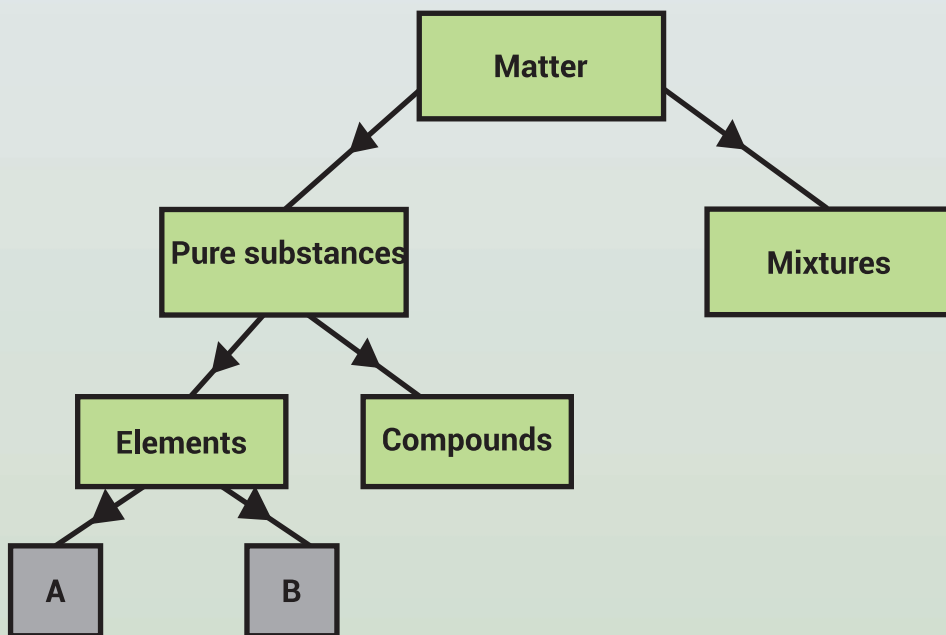 Matter
Pure substances
Mixtures
Elements
Compounds
A
B